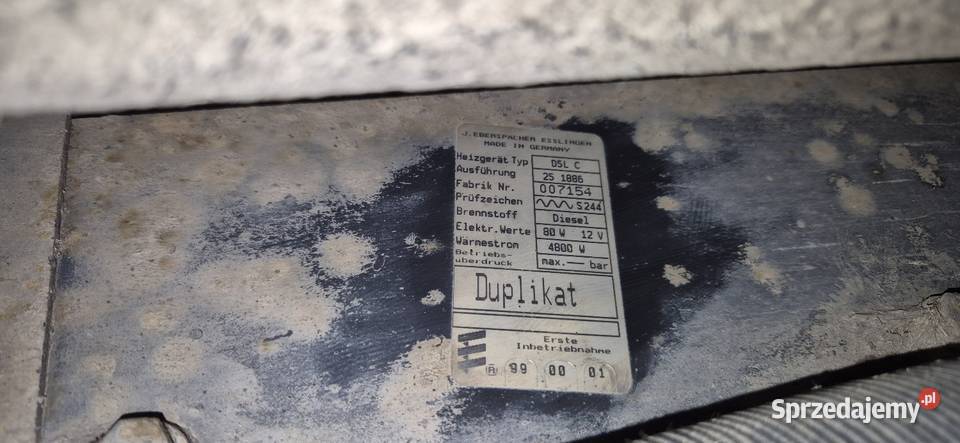 J. EBERSPÄCHER ESSLINGEN
MADE IN GERMANY
Heizgerät Typ D5L C
Ausführung 25 1886
Fabrik Nr. 007154
Prüfzeichen S244
Brennstoff Diesel
Elektr. Werte 80 W 12 V
Wärmestrom 4800 W
Betriebs-
überdruck max. — bar
Duplikat
Erste
Inbetriebnahme
R 99 00 01
Sprzedajemy.pl